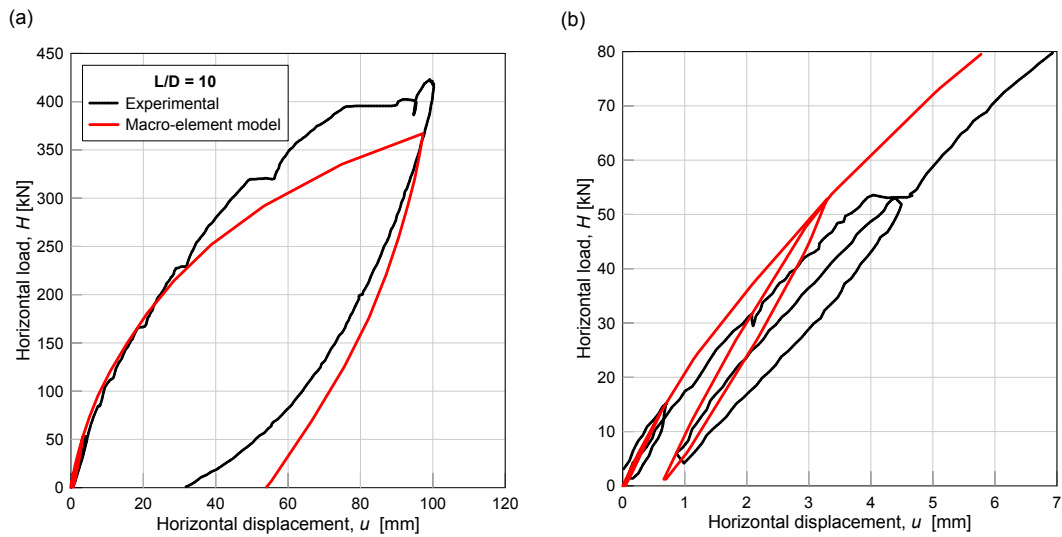 (a)
450
400
350
300
250
200
150
100
50
0
Horizontal load, H [kN]
L/D = 10
Experimental
Macro-element model
0 20 40 60 80 100 120
Horizontal displacement, u [mm]
(b)
80
70
60
50
40
30
20
10
0
Horizontal load, H [kN]
0 1 2 3 4 5 6 7
Horizontal displacement, u [mm]